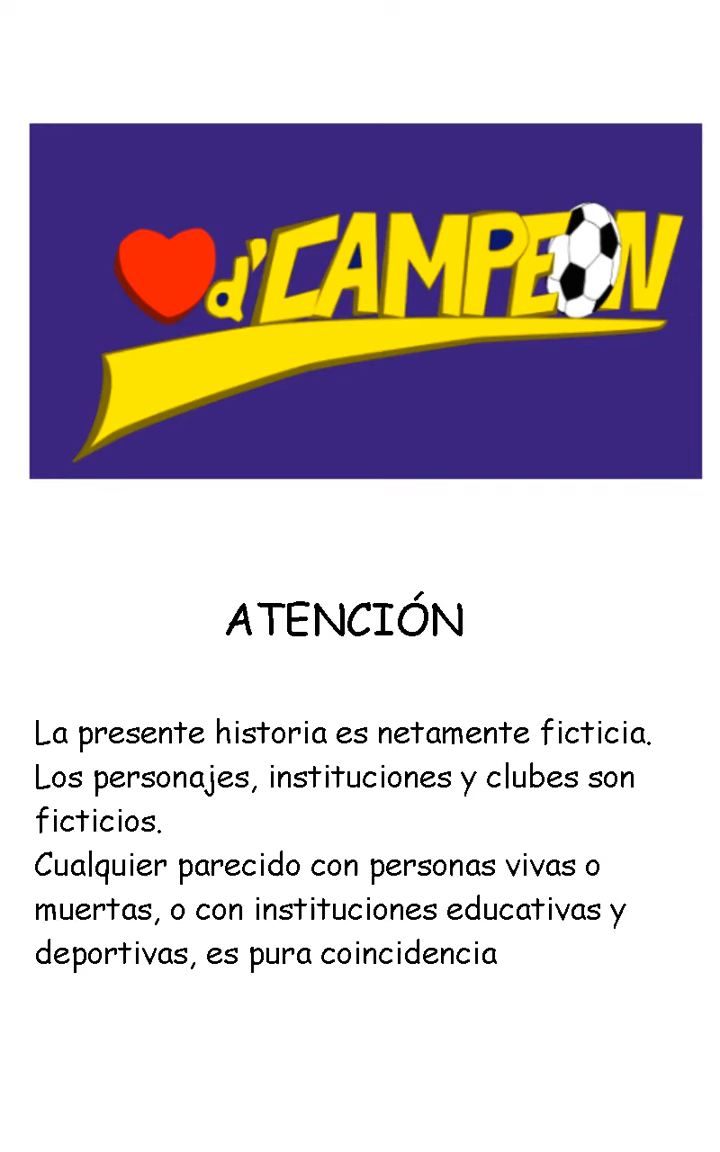 d'CAMPEON
ATENCIÓN
La presente historia es netamente ficticia.
Los personajes, instituciones y clubes son
ficticios.
Cualquier parecido con personas vivas o
muertas, o con instituciones educativas y
deportivas, es pura coincidencia